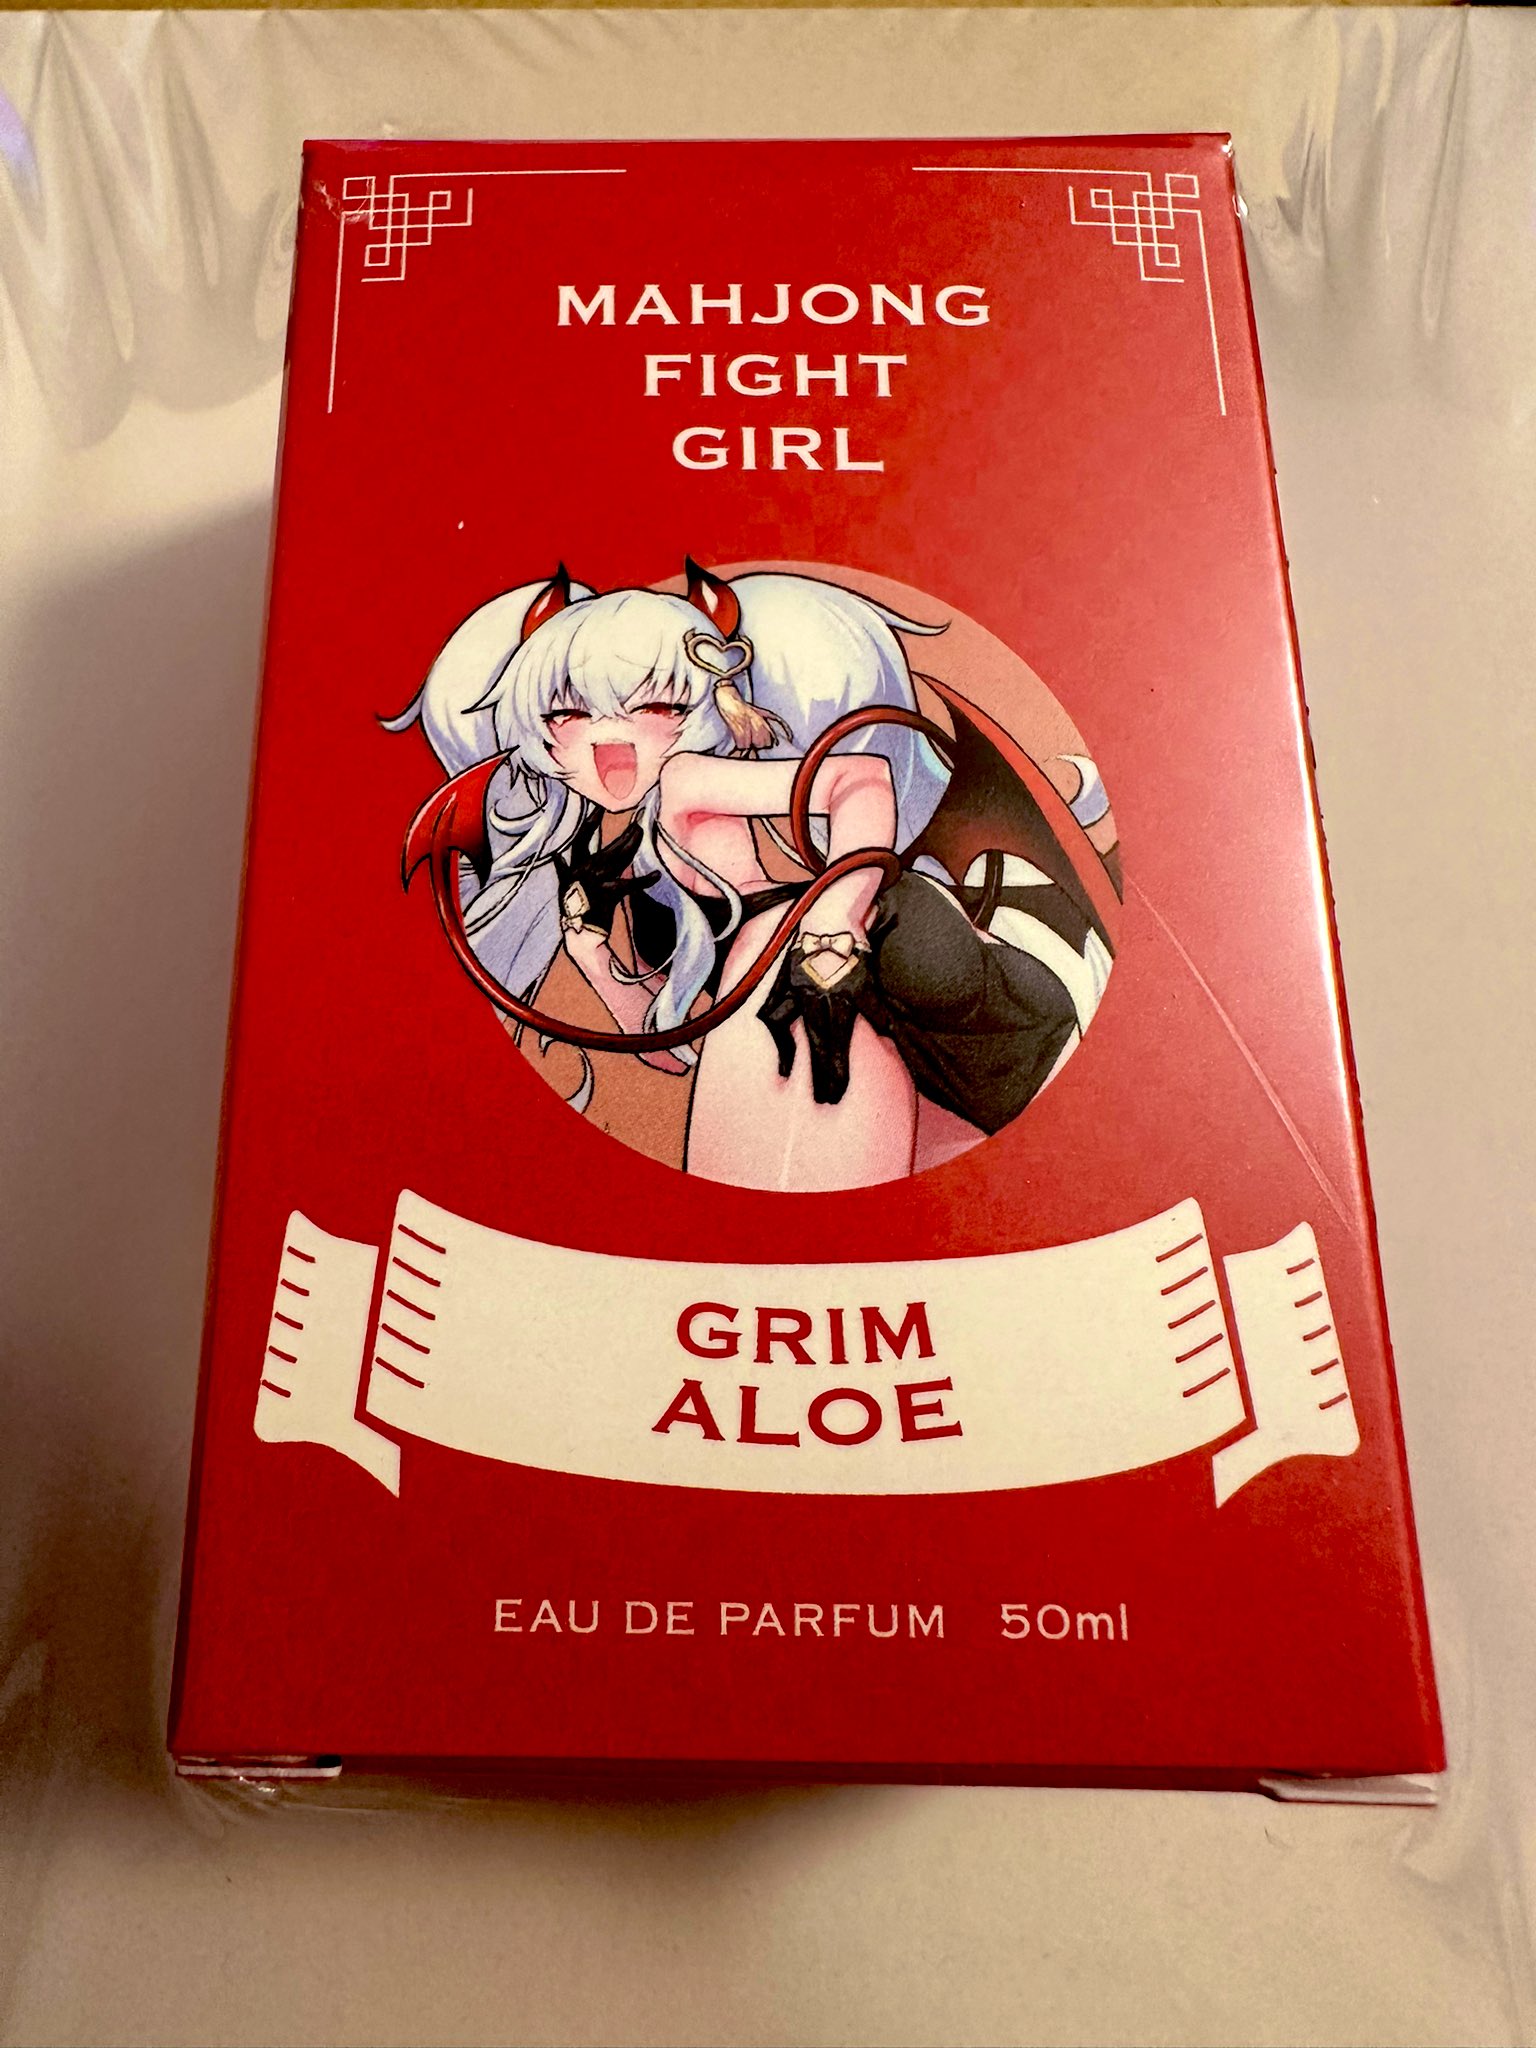 MAHJONG
FIGHT
GIRL
GRIM
ALOE
EAU DE PARFUM 50ml